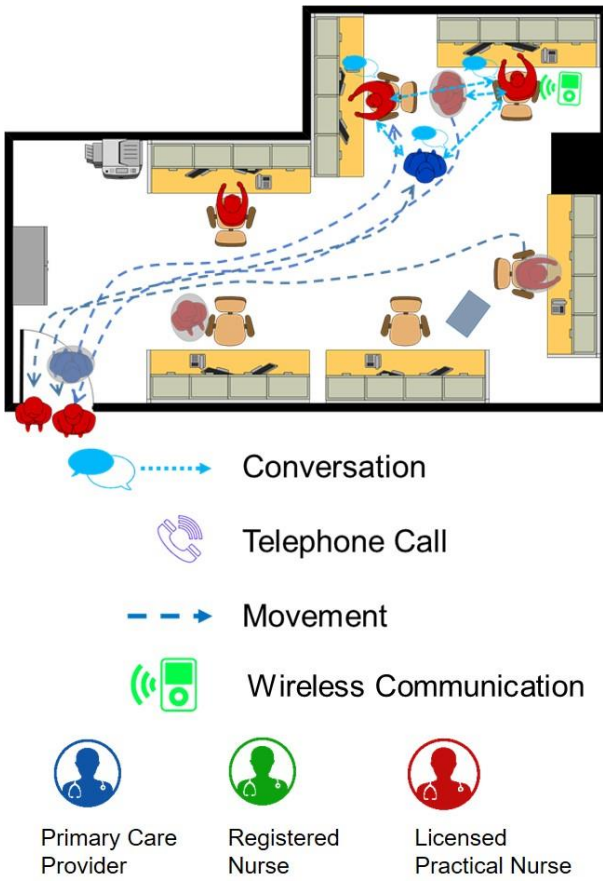 Conversation
Telephone Call
Movement
Wireless Communication
Primary Care
Provider
Registered
Nurse
Licensed
Practical Nurse